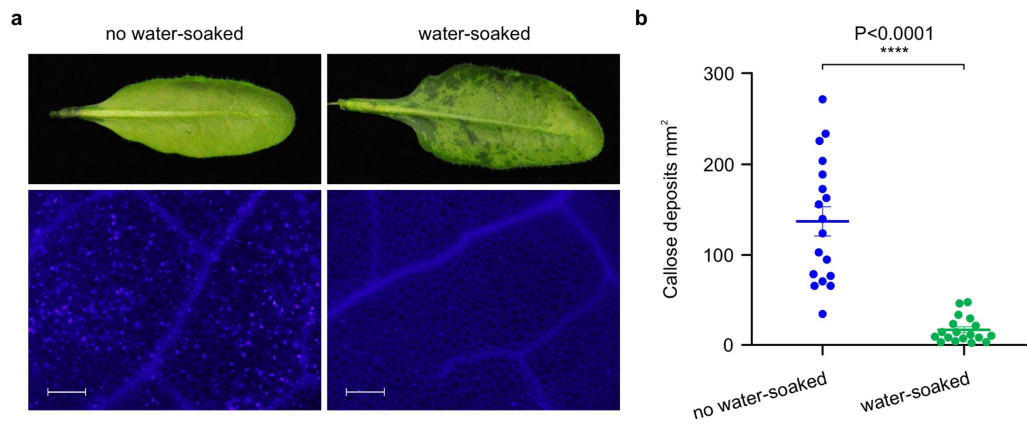 a
no water-soaked
water-soaked
b
P<0.0001
****
Callose deposits mm²
300
200
100
0
no water-soaked
water-soaked